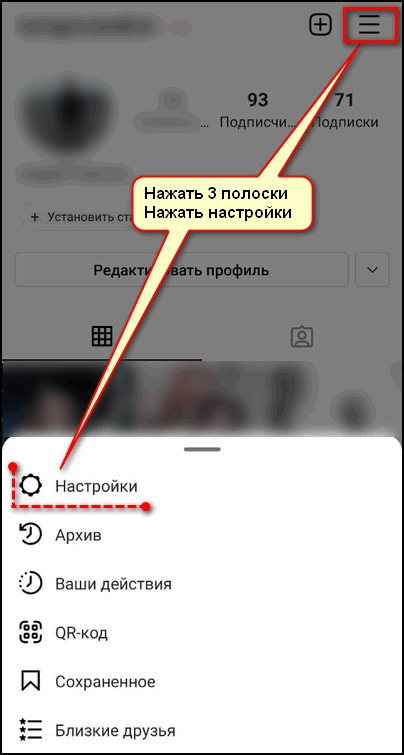 93
71
Подписчи...
Подписки
Нажать 3 полоски
Нажать настройки
+ Установить ста
Редактировать профиль
Настройки
Архив
Ваши действия
QR-код
Сохраненное
Близкие друзья